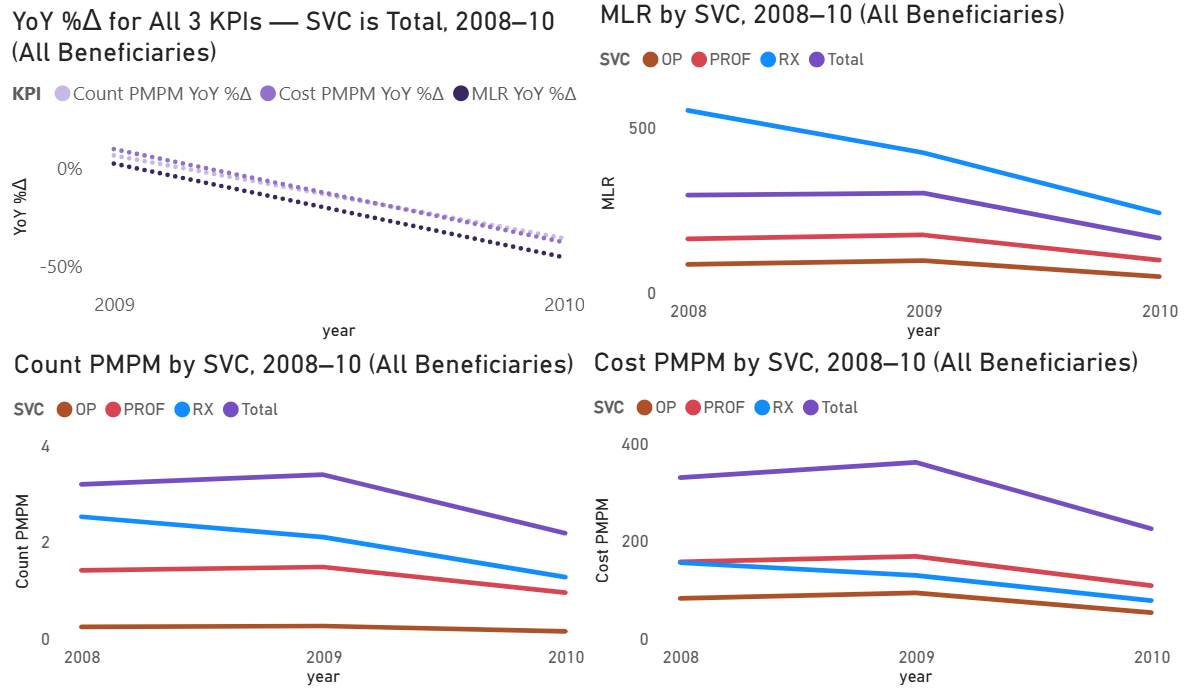 YoY %Δ for All 3 KPIs — SVC is Total, 2008–10
(All Beneficiaries)
KPI Count PMPM YoY %Δ Cost PMPM YoY %Δ MLR YoY %Δ
0%
-50%
YoY %Δ
2009 2010
year
MLR by SVC, 2008–10 (All Beneficiaries)
SVC OP PROF RX Total
500
0
MLR
2008 2009 2010
year
Count PMPM by SVC, 2008–10 (All Beneficiaries)
SVC OP PROF RX Total
4
2
0
Count PMPM
2008 2009 2010
year
Cost PMPM by SVC, 2008–10 (All Beneficiaries)
SVC OP PROF RX Total
400
200
0
Cost PMPM
2008 2009 2010
year